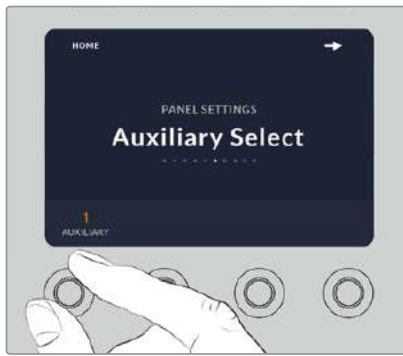 HOME
PANEL SETTINGS
Auxiliary Select
1
AUXILIARY